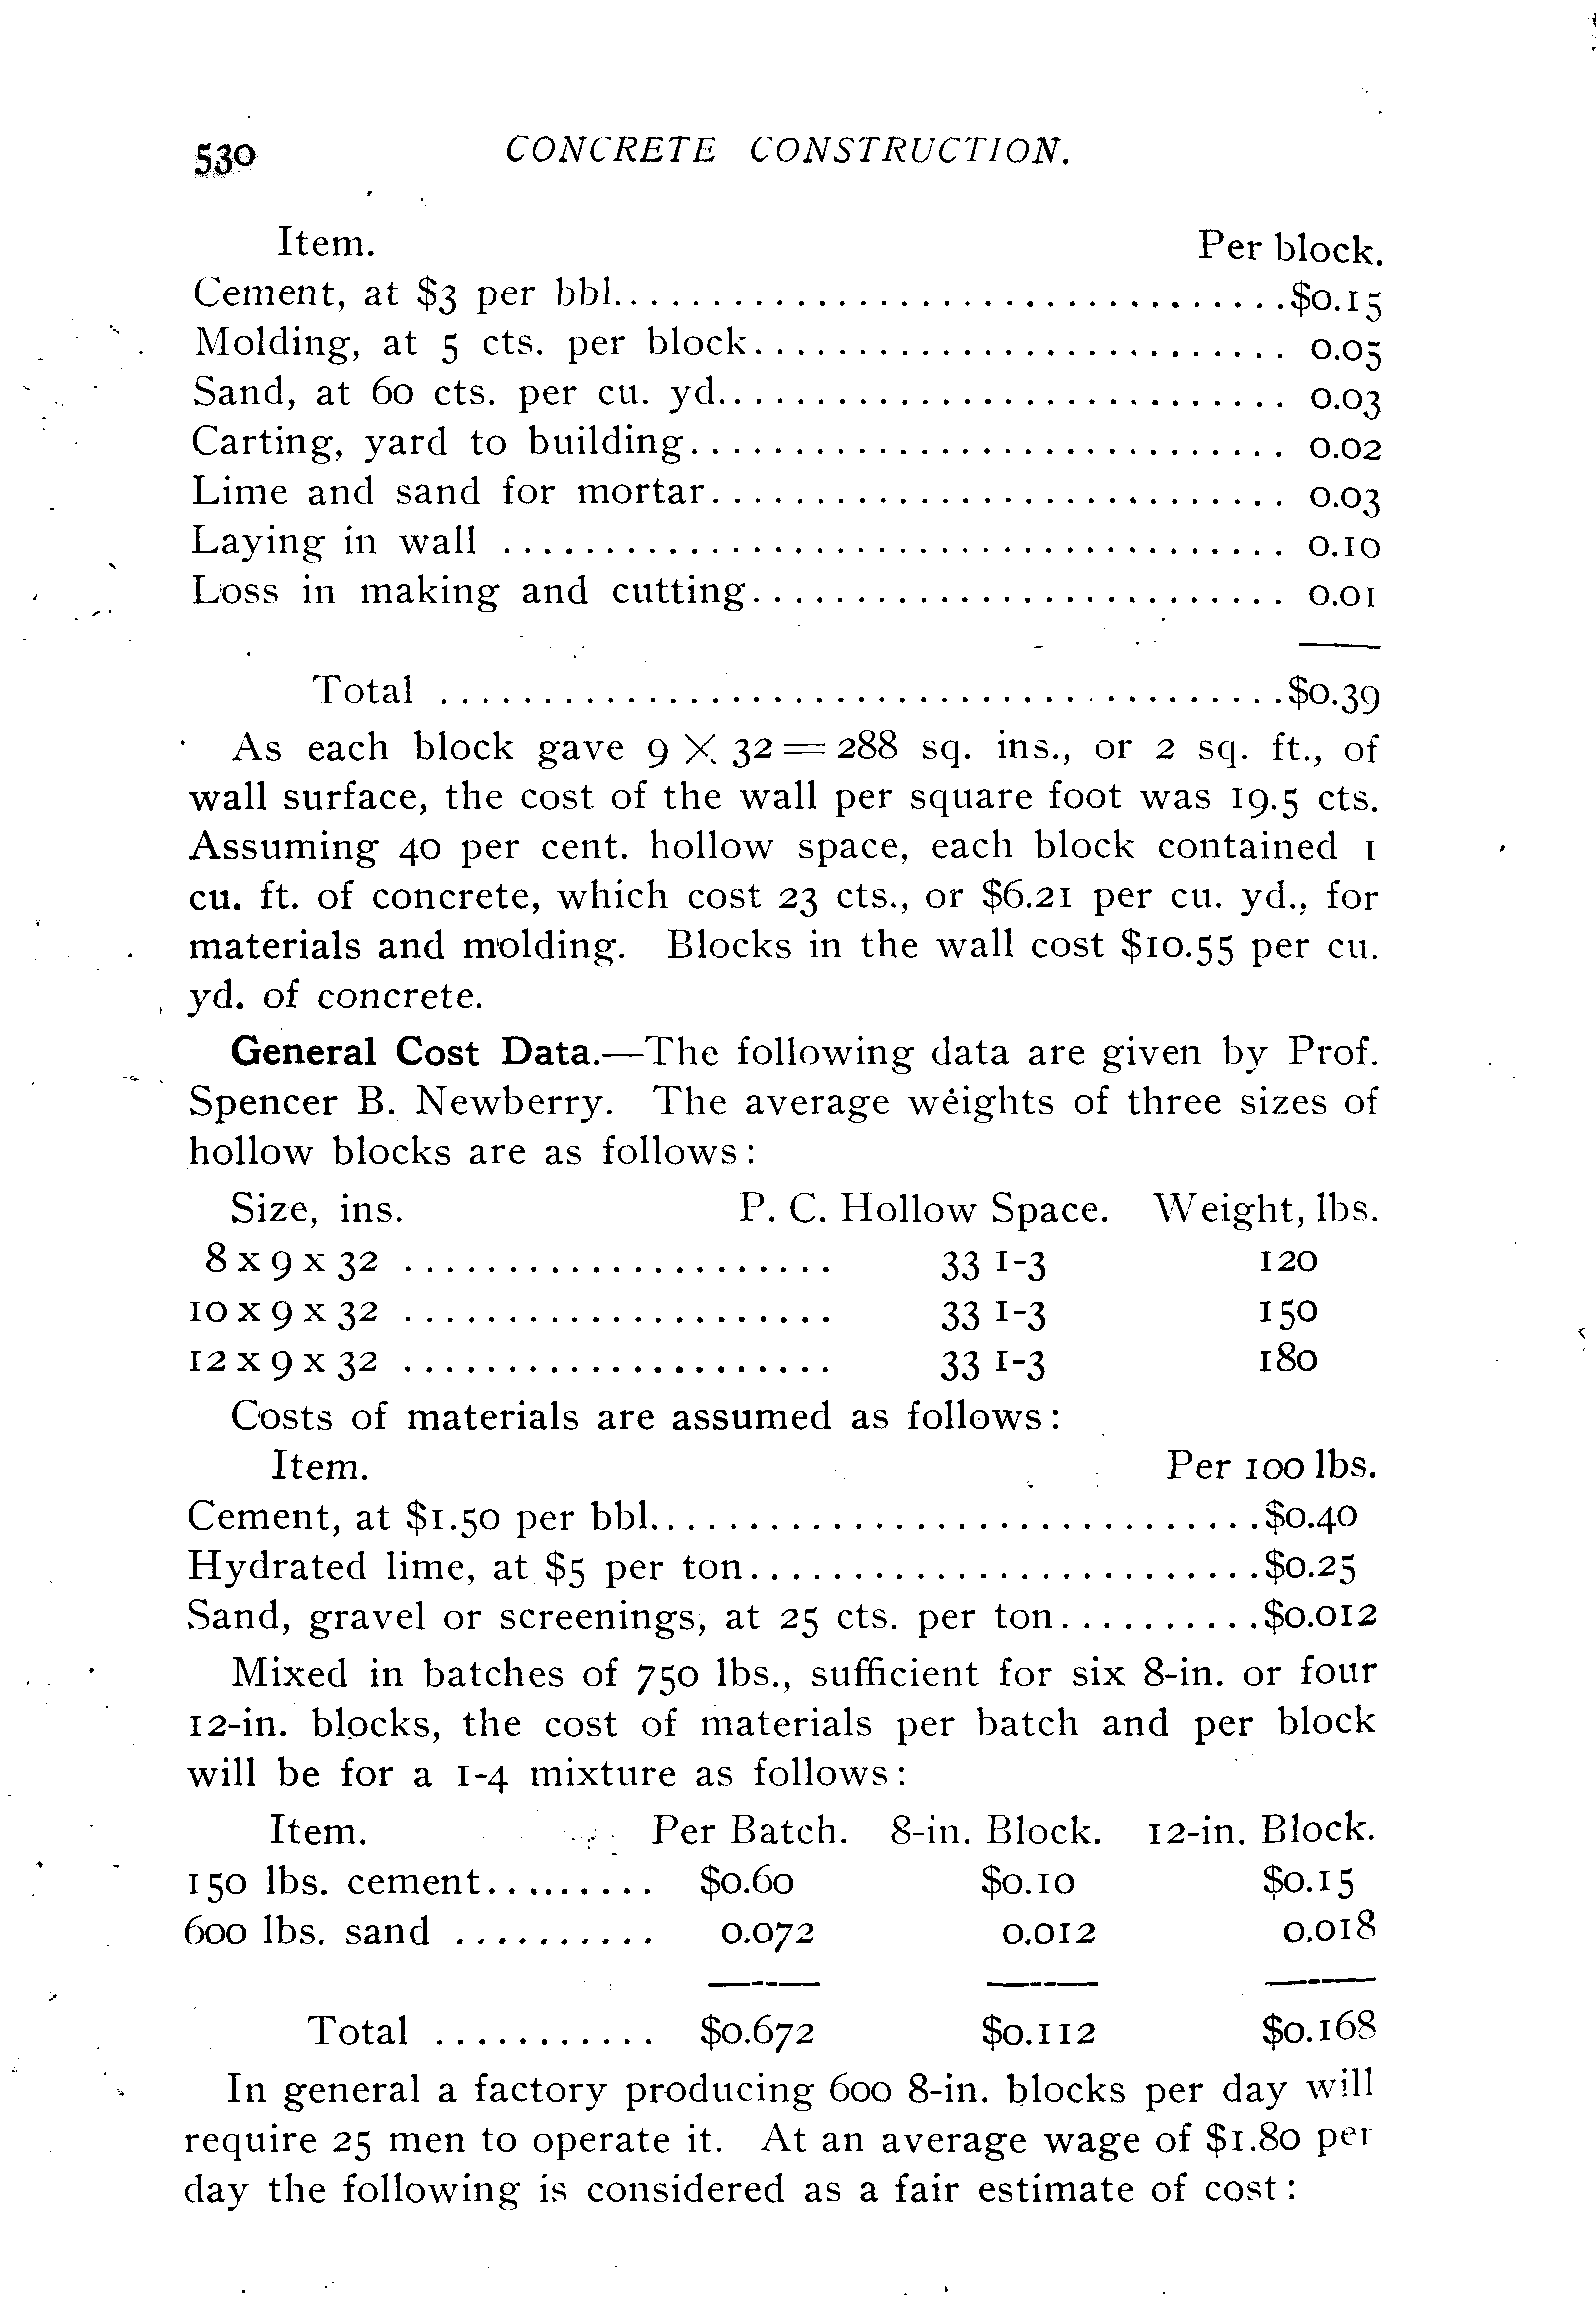 530 CONCRETE CONSTRUCTION.
Item. Per block.
Cement, at $3 per bbl................................$0.15
Molding, at 5 cts. per block.......................... 0.05
Sand, at 60 cts. per cu. yd............................ 0.03
Carting, yard to building............................. 0.02
Lime and sand for mortar............................ 0.03
Laying in wall ...................................... 0.10
Loss in making and cutting.......................... 0.01
Total .........................................$0.39
As each block gave 9 X 32 = 288 sq. ins., or 2 sq. ft., of
wall surface, the cost of the wall per square foot was 19.5 cts.
Assuming 40 per cent. hollow space, each block contained 1
cu. ft. of concrete, which cost 23 cts., or $6.21 per cu. yd., for
materials and molding. Blocks in the wall cost $10.55 per cu.
yd. of concrete.
General Cost Data.—The following data are given by Prof.
Spencer B. Newberry. The average weights of three sizes of
hollow blocks are as follows:
Size, ins. P. C. Hollow Space. Weight, lbs.
8 x 9 x 32 ..................... 33 1-3 120
10 x 9 x 32 ..................... 33 1-3 150
12 x 9 x 32 ..................... 33 1-3 180
Costs of materials are assumed as follows:
Item. Per 100 lbs.
Cement, at $1.50 per bbl..............................$0.40
Hydrated lime, at $5 per ton.........................$0.25
Sand, gravel or screenings, at 25 cts. per ton..........$0.012
Mixed in batches of 750 lbs., sufficient for six 8-in. or four
12-in. blocks, the cost of materials per batch and per block
will be for a 1-4 mixture as follows:
Item. Per Batch. 8-in. Block. 12-in. Block.
150 lbs. cement......... $0.60 $0.10 $0.15
600 lbs. sand .......... 0.072 0.012 0.018
Total ........... $0.672 $0.112 $0.168
In general a factory producing 600 8-in. blocks per day will
require 25 men to operate it. At an average wage of $1.80 per
day the following is considered as a fair estimate of cost: